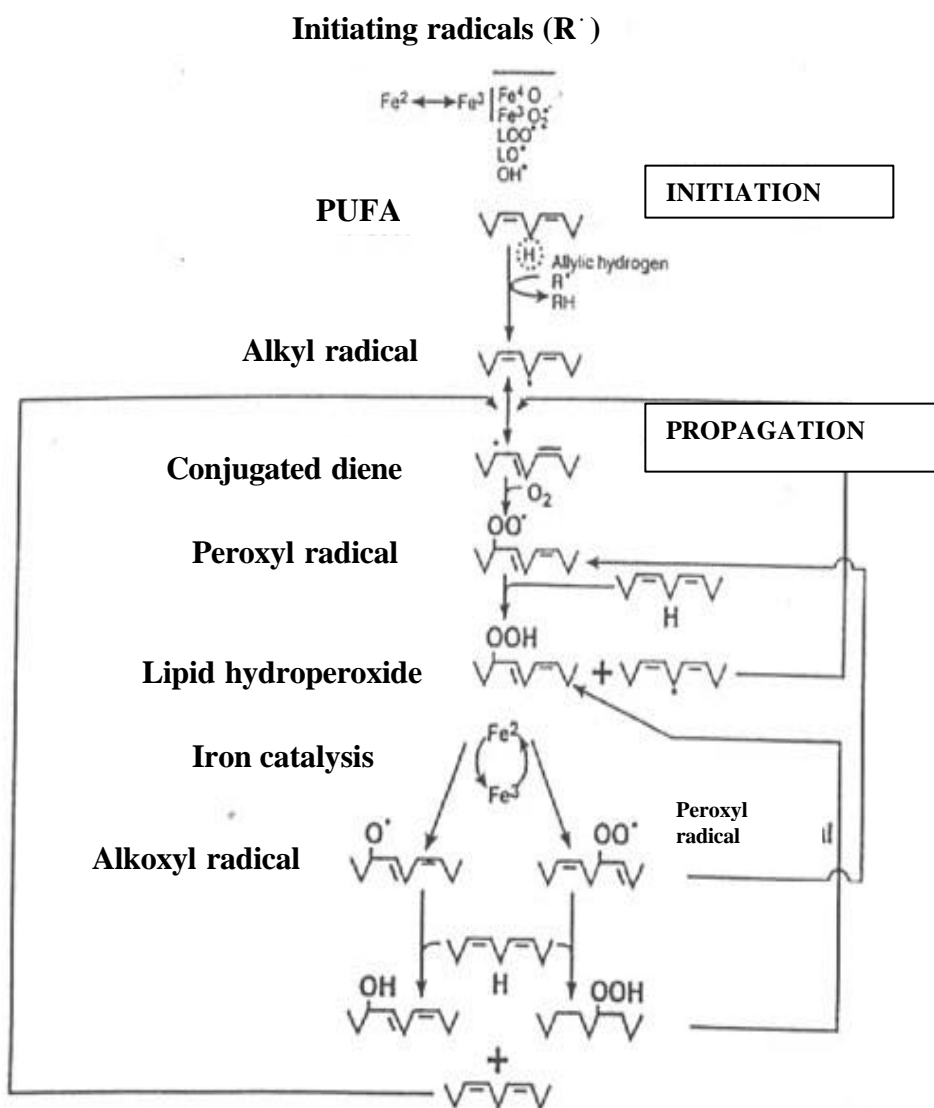 Initiating radicals (R˙)
Fe² ↔ Fe³
Fe⁴ O
Fe³ O₂˙
LOO˙
LO˙
OH˙
INITIATION
PUFA
H Allylic hydrogen
R˙
RH
Alkyl radical
PROPAGATION
Conjugated diene
O₂
OO˙
Peroxyl radical
H
OOH
Lipid hydroperoxide
+
Fe²
Iron catalysis
Fe³
Peroxyl
radical
O˙
OO˙
Alkoxyl radical
H
OH
OOH
+